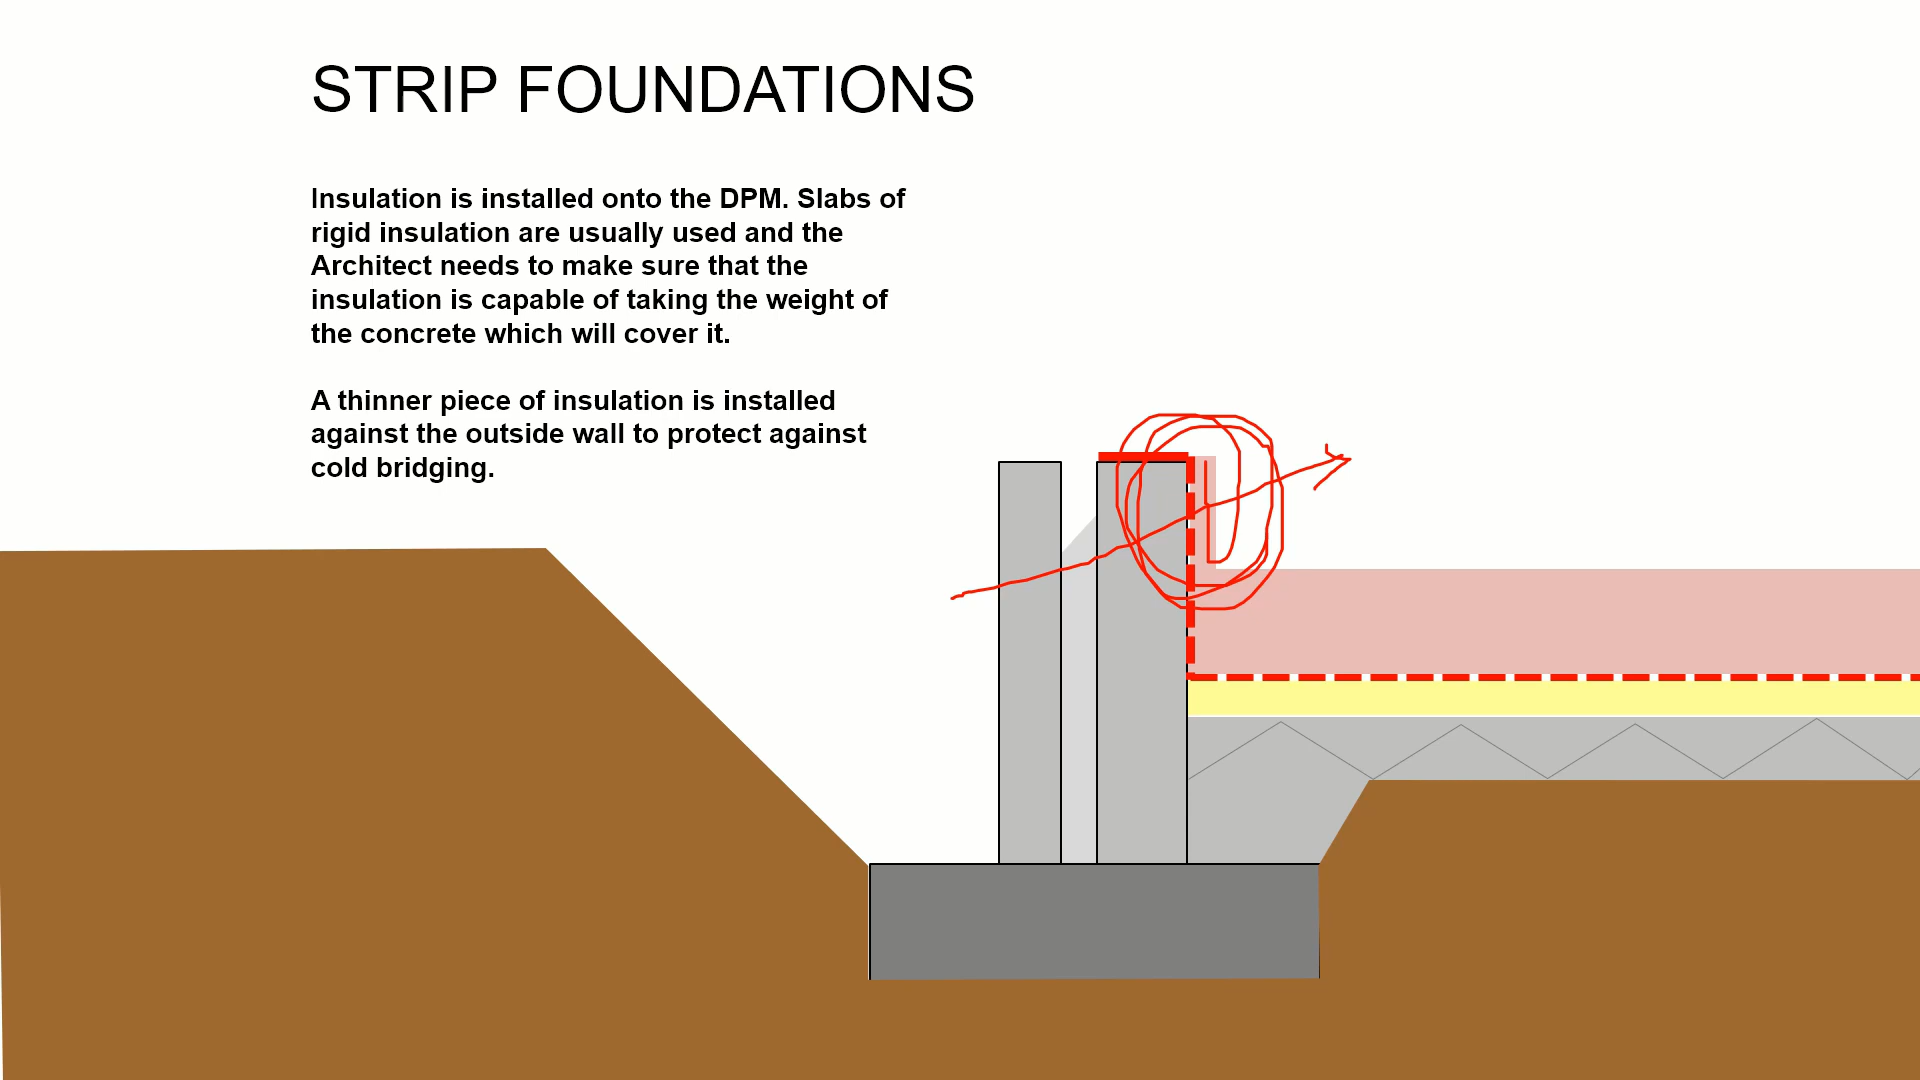 STRIP FOUNDATIONS
Insulation is installed onto the DPM. Slabs of
rigid insulation are usually used and the
Architect needs to make sure that the
insulation is capable of taking the weight of
the concrete which will cover it.
A thinner piece of insulation is installed
against the outside wall to protect against
cold bridging.